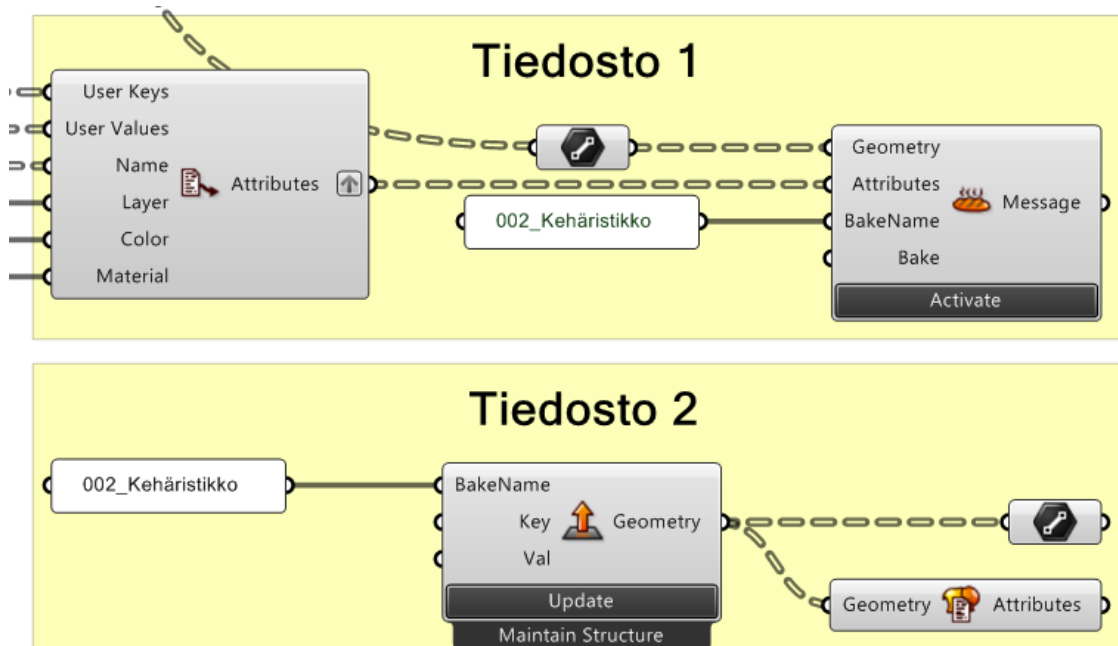 Tiedosto 1
User Keys
User Values
Name
Layer
Color
Material
Attributes
002_Kehäristikko
Geometry
Attributes
BakeName
Bake
Message
Activate
Tiedosto 2
002_Kehäristikko
BakeName
Key
Val
Geometry
Update
Maintain Structure
Geometry
Attributes